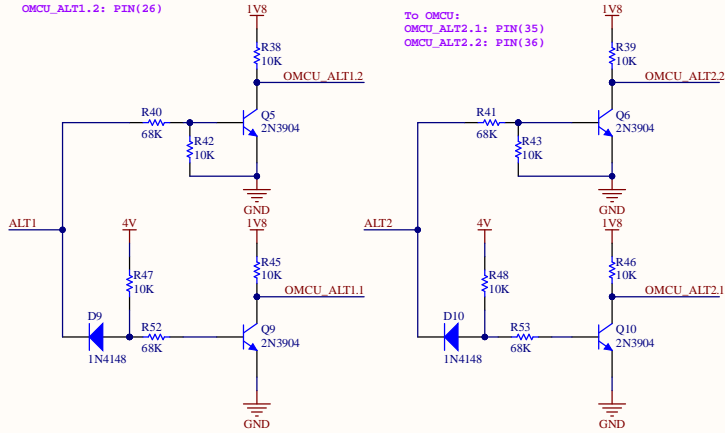 OMCU_ALT1.2: PIN(26)
1V8
R38
10K
OMCU_ALT1.2
R40
68K
Q5
2N3904
R42
10K
GND
ALT1
4V
1V8
R47
10K
R45
10K
OMCU_ALT1.1
D9
1N4148
R52
68K
Q9
2N3904
GND
To OMCU:
OMCU_ALT2.1: PIN(35)
OMCU_ALT2.2: PIN(36)
1V8
R39
10K
OMCU_ALT2.2
R41
68K
Q6
2N3904
R43
10K
GND
ALT2
4V
1V8
R48
10K
R46
10K
OMCU_ALT2.1
D10
1N4148
R53
68K
Q10
2N3904
GND